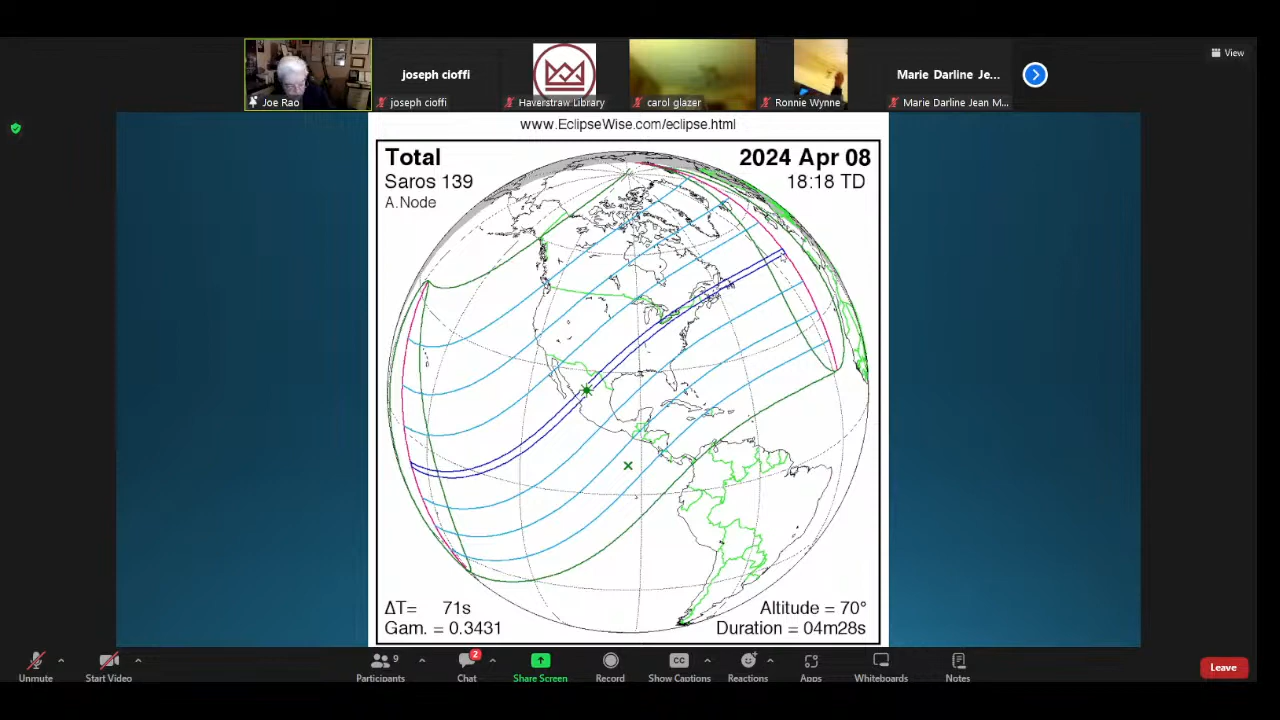 View
joseph cioffi
Marie Darline Je...
Joe Rao
joseph cioffi
Haverstraw Library
carol glazer
Ronnie Wynne
Marie Darline Jean M...
www.EclipseWise.com/eclipse.html
Total
2024 Apr 08
Saros 139
18:18 TD
A.Node
ΔT= 71s
Altitude = 70°
Gam. = 0.3431
Duration = 04m28s
9
2
CC
Unmute
Start Video
Participants
Chat
Share Screen
Record
Show Captions
Reactions
Apps
Whiteboards
Notes
Leave